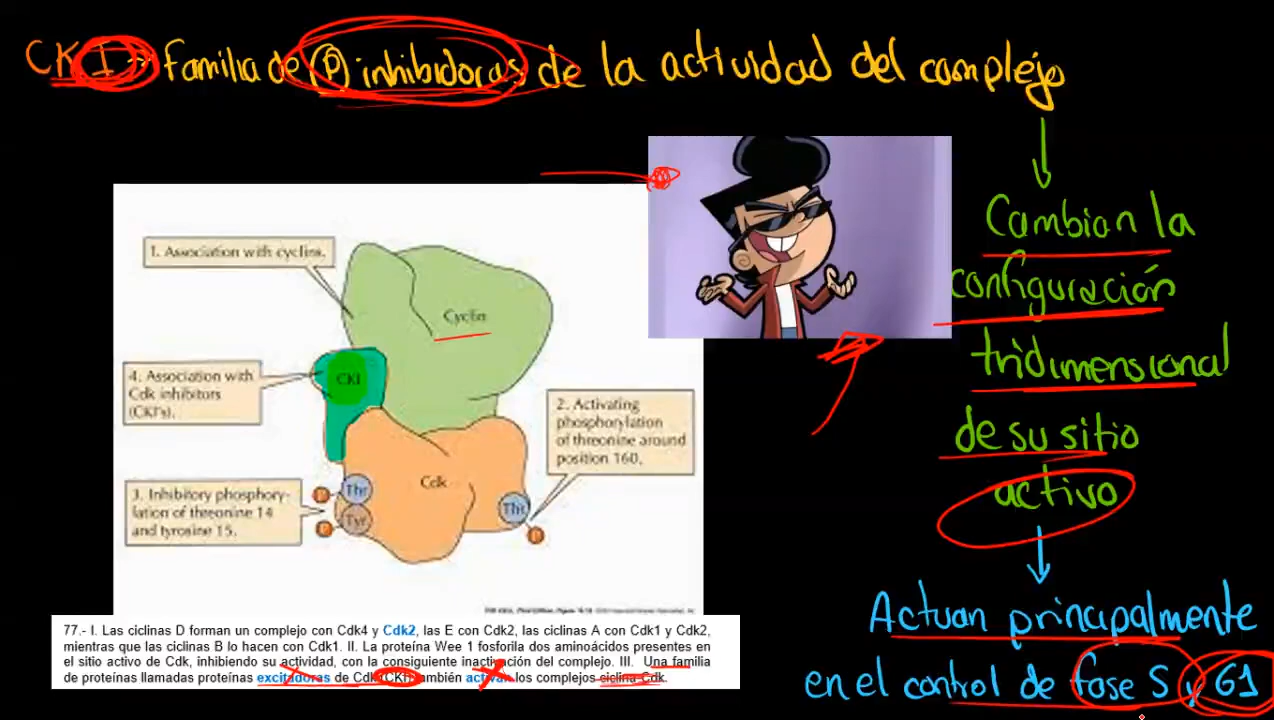 CKI → familia de (P) inhibidoras de la actividad del complejo
Cambian la
configuración
tridimensional
de su sitio
activo
Actuan principalmente
en el control de fase S y G1
1. Association with cyclins.
Cyclin
4. Association with
Cdk inhibitors
(CKI's).
CKI
2. Activating
phosphorylation
of threonine around
position 160.
Cdk
3. Inhibitory phosphory-
lation of threonine 14
and tyrosine 15.
P
Thr
P
Tyr
Thr
P
77.- I. Las ciclinas D forman un complejo con Cdk4 y Cdk2, las E con Cdk2, las ciclinas A con Cdk1 y Cdk2,
mientras que las ciclinas B lo hacen con Cdk1. II. La proteína Wee 1 fosforila dos aminoácidos presentes en
el sitio activo de Cdk, inhibiendo su actividad, con la consiguiente inactivación del complejo. III. Una familia
de proteínas llamadas proteínas excitadoras de Cdk (CKI) también activan los complejos ciclina Cdk.